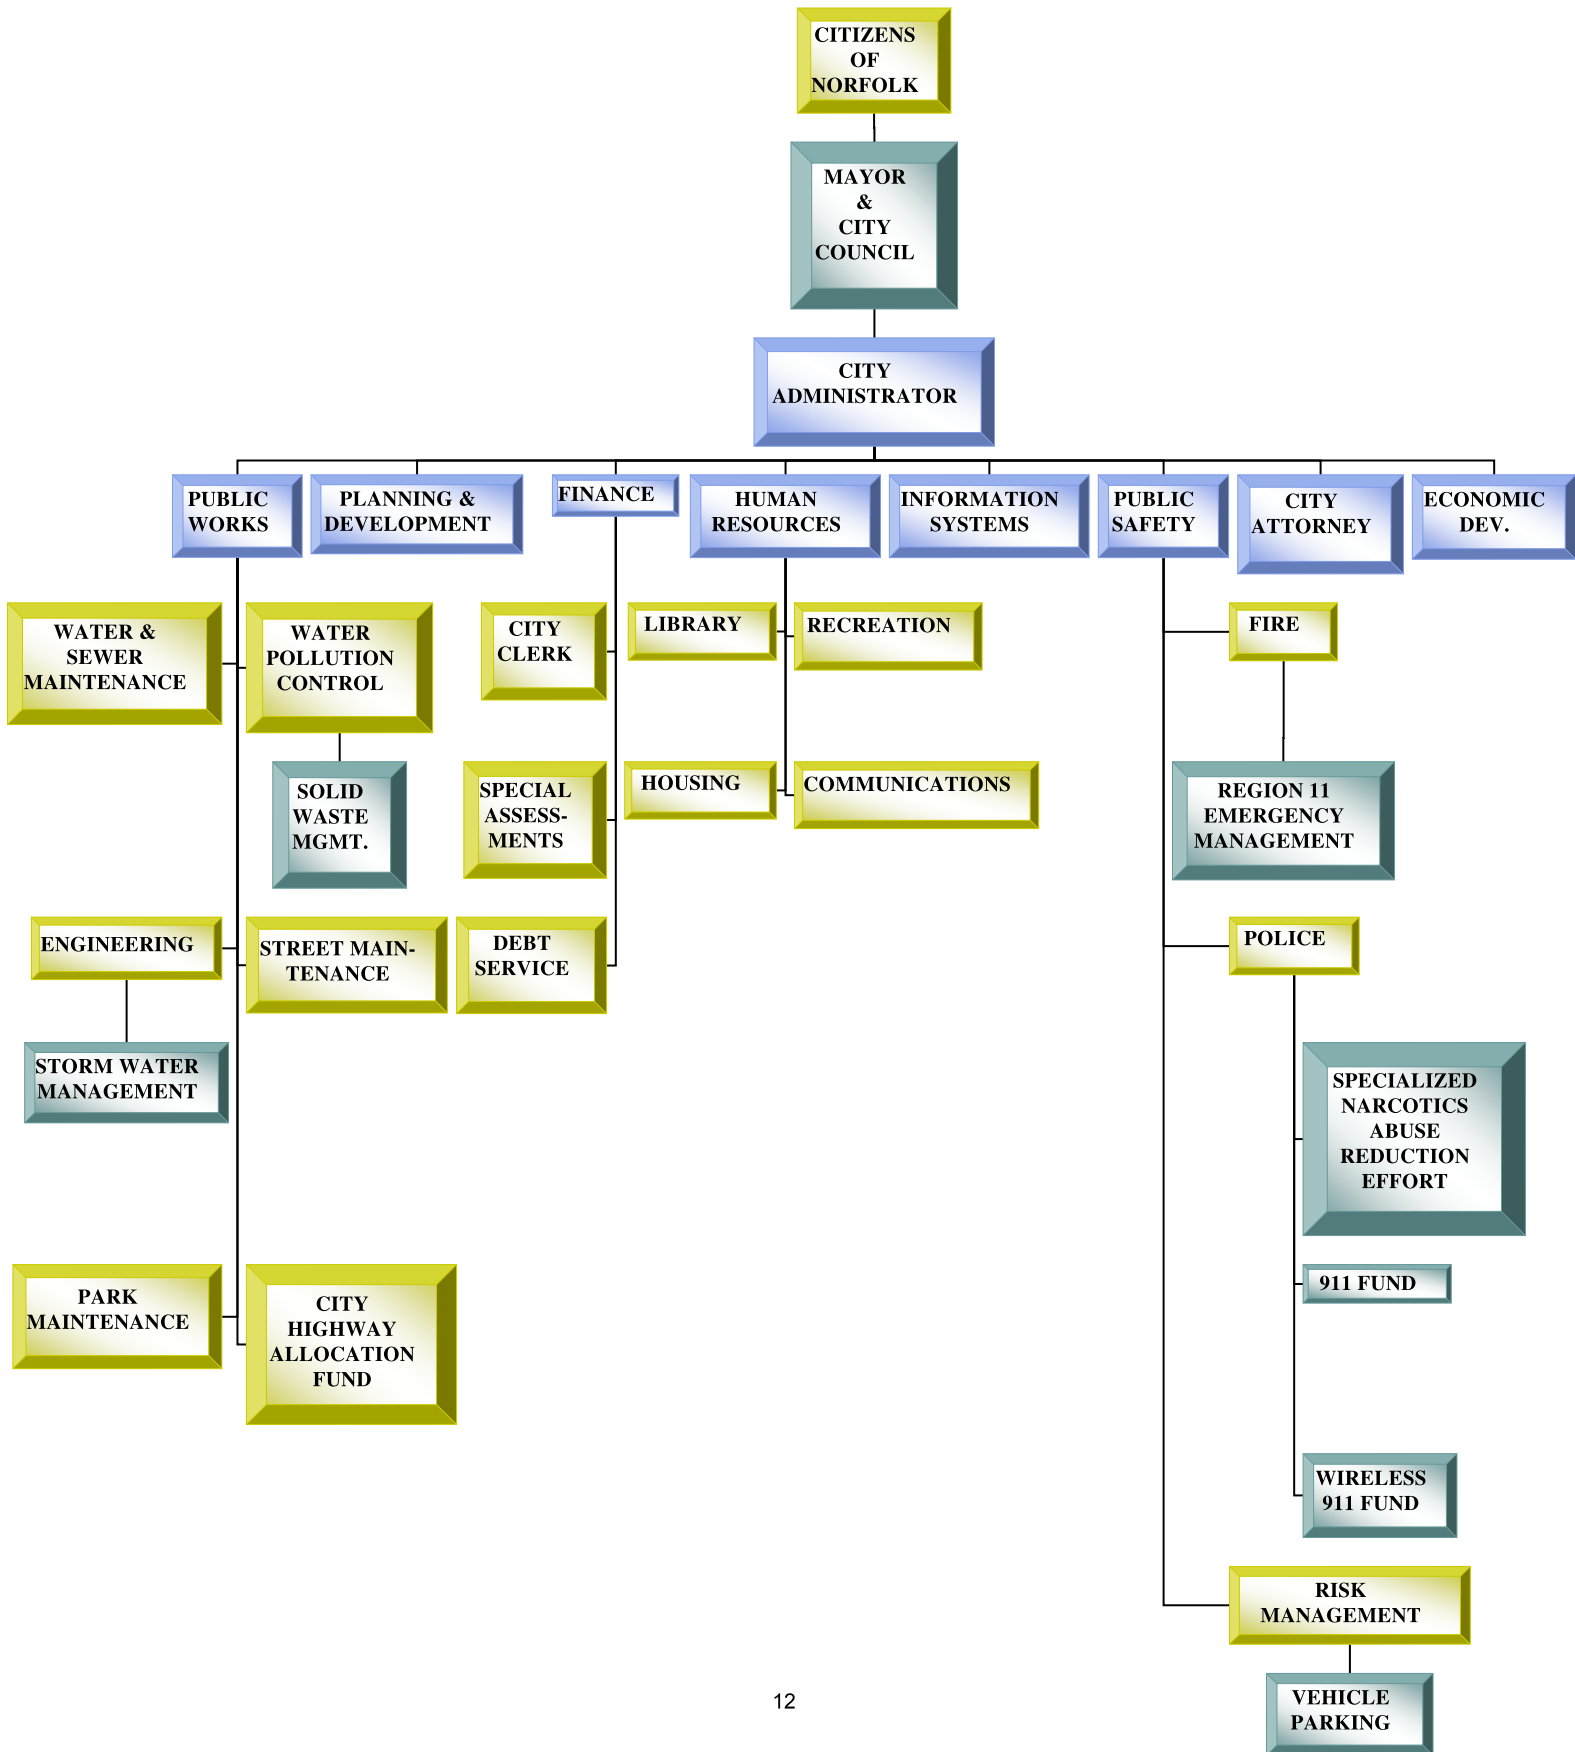 CITIZENS
OF
NORFOLK
MAYOR
&
CITY
COUNCIL
CITY
ADMINISTRATOR
PUBLIC
WORKS
PLANNING &
DEVELOPMENT
FINANCE
HUMAN
RESOURCES
INFORMATION
SYSTEMS
PUBLIC
SAFETY
CITY
ATTORNEY
ECONOMIC
DEV.
WATER &
SEWER
MAINTENANCE
WATER
POLLUTION
CONTROL
CITY
CLERK
LIBRARY
RECREATION
FIRE
SOLID
WASTE
MGMT.
SPECIAL
ASSESS-
MENTS
HOUSING
COMMUNICATIONS
REGION 11
EMERGENCY
MANAGEMENT
ENGINEERING
STREET MAIN-
TENANCE
DEBT
SERVICE
POLICE
STORM WATER
MANAGEMENT
SPECIALIZED
NARCOTICS
ABUSE
REDUCTION
EFFORT
PARK
MAINTENANCE
CITY
HIGHWAY
ALLOCATION
FUND
911 FUND
WIRELESS
911 FUND
RISK
MANAGEMENT
VEHICLE
PARKING
12